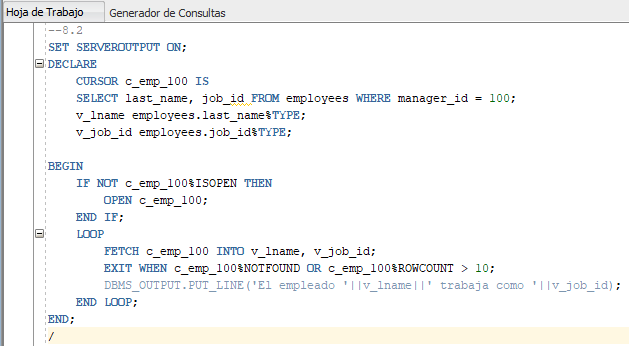 Hoja de Trabajo Generador de Consultas
--8.2
SET SERVEROUTPUT ON;
DECLARE
    CURSOR c_emp_100 IS
    SELECT last_name, job_id FROM employees WHERE manager_id = 100;
    v_lname employees.last_name%TYPE;
    v_job_id employees.job_id%TYPE;

BEGIN
    IF NOT c_emp_100%ISOPEN THEN
        OPEN c_emp_100;
    END IF;
    LOOP
        FETCH c_emp_100 INTO v_lname, v_job_id;
        EXIT WHEN c_emp_100%NOTFOUND OR c_emp_100%ROWCOUNT > 10;
        DBMS_OUTPUT.PUT_LINE('El empleado '||v_lname||' trabaja como '||v_job_id);
    END LOOP;
END;
/